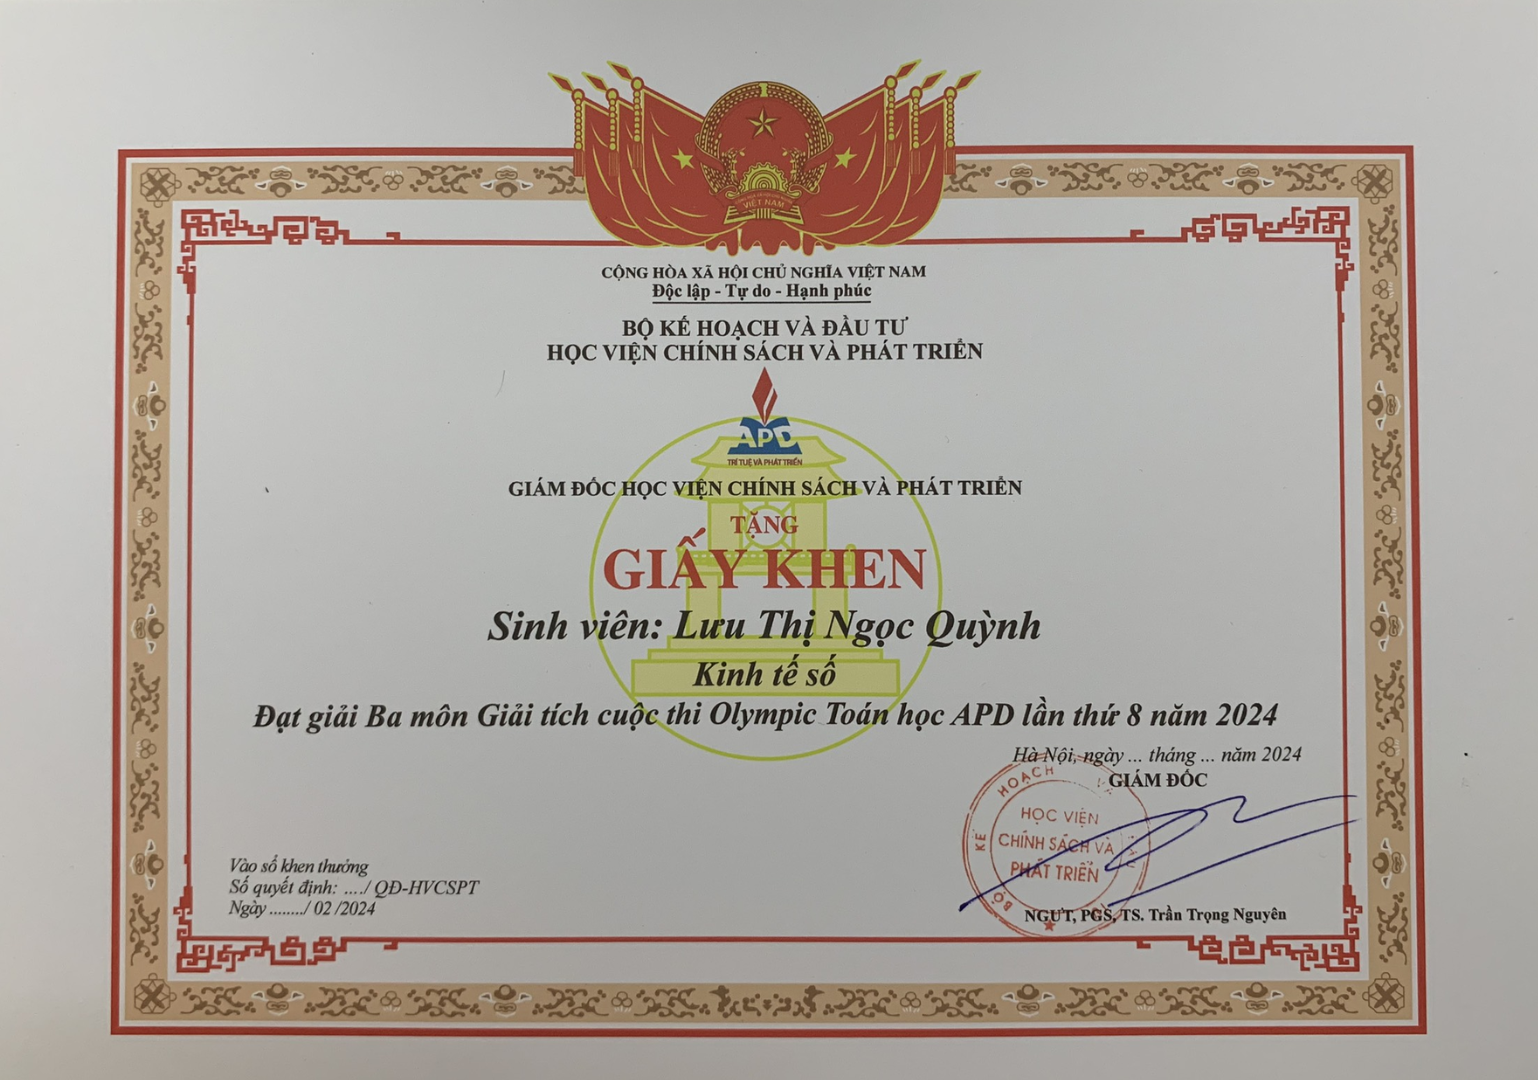 VIỆT NAM
CỘNG HÒA XÃ HỘI CHỦ NGHĨA VIỆT NAM
Độc lập - Tự do - Hạnh phúc
BỘ KẾ HOẠCH VÀ ĐẦU TƯ
HỌC VIỆN CHÍNH SÁCH VÀ PHÁT TRIỂN
APD
TRÍ TUỆ VÀ PHÁT TRIỂN
GIÁM ĐỐC HỌC VIỆN CHÍNH SÁCH VÀ PHÁT TRIỂN
TẶNG
GIẤY KHEN
Sinh viên: Lưu Thị Ngọc Quỳnh
Kinh tế số
Đạt giải Ba môn Giải tích cuộc thi Olympic Toán học APD lần thứ 8 năm 2024
Hà Nội, ngày ... tháng ... năm 2024
GIÁM ĐỐC
BỘ KẾ HOẠCH VÀ
HỌC VIỆN
CHÍNH SÁCH VÀ
PHÁT TRIỂN
NGƯT, PGS, TS. Trần Trọng Nguyên
Vào sổ khen thưởng
Số quyết định: ..../ QĐ-HVCSPT
Ngày ......../ 02 /2024